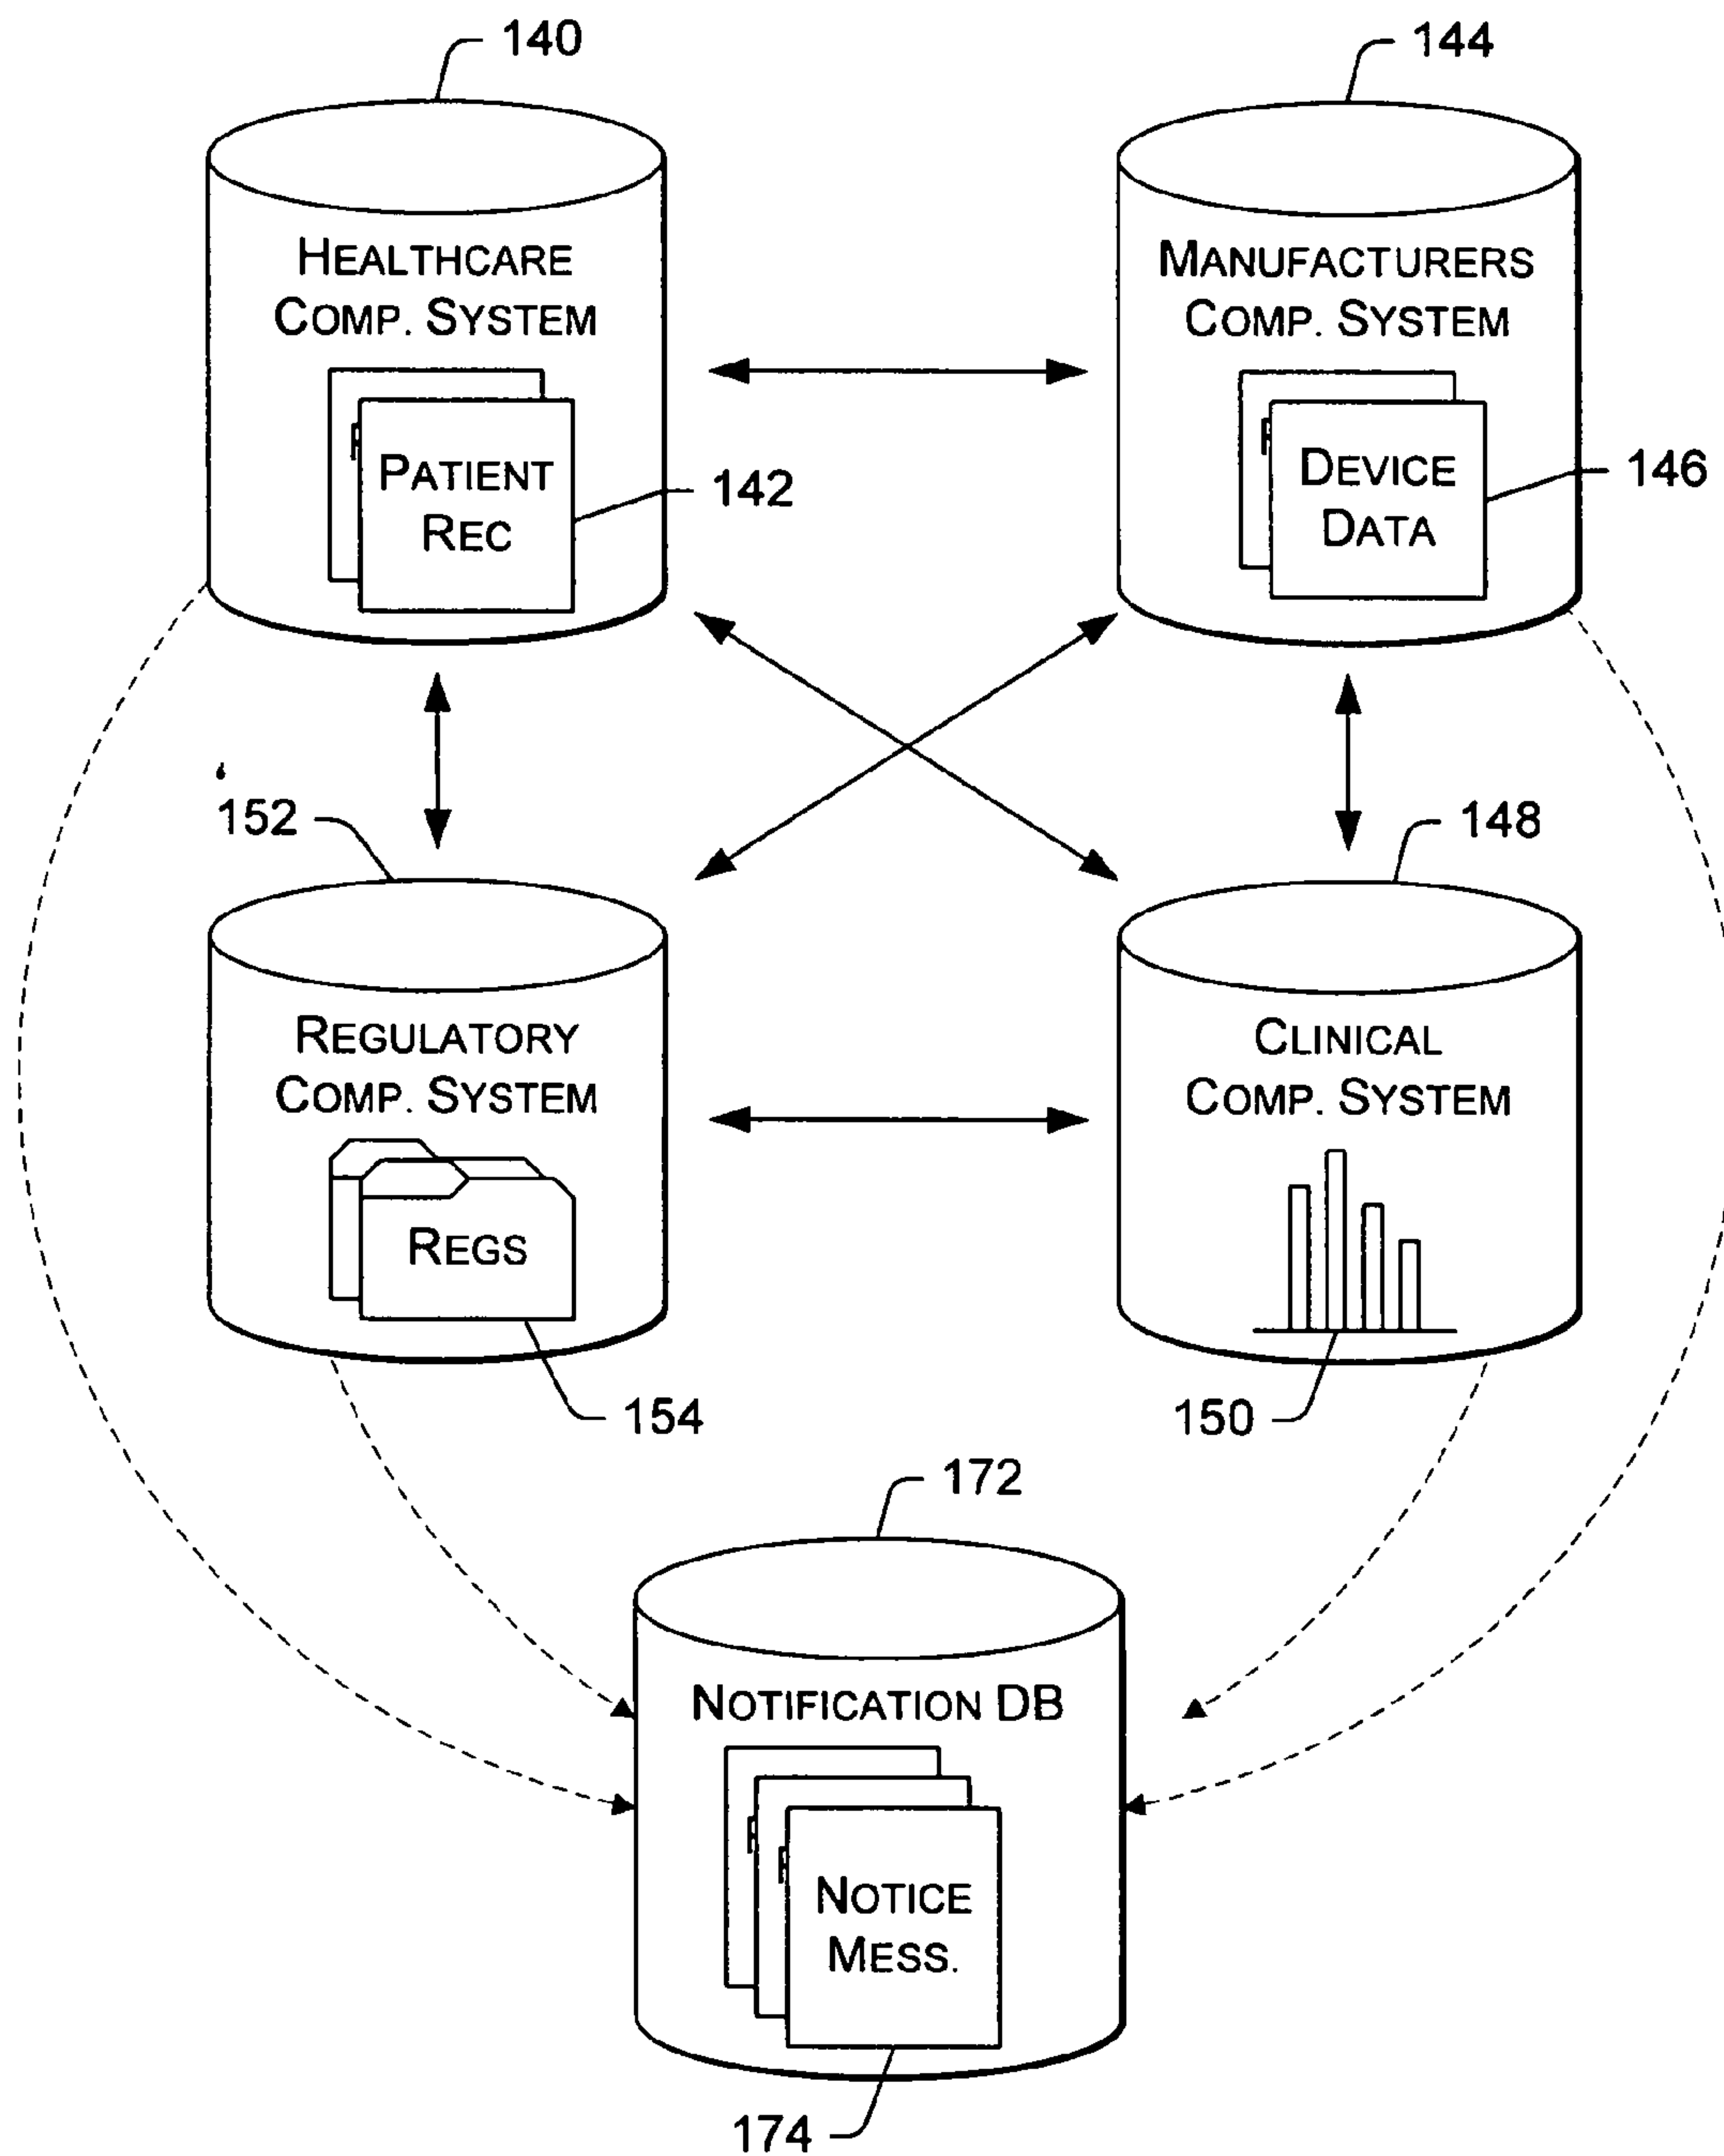 140
144
HEALTHCARE
COMP. SYSTEM
MANUFACTURERS
COMP. SYSTEM
PATIENT
REC
142
DEVICE
DATA
146
152
148
REGULATORY
COMP. SYSTEM
CLINICAL
COMP. SYSTEM
REGS
154
150
172
NOTIFICATION DB
NOTICE
MESS.
174